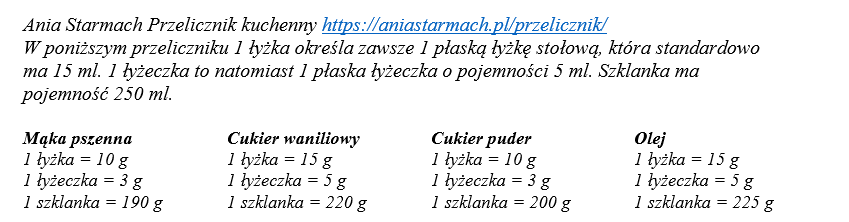 Ania Starmach Przelicznik kuchenny https://aniastarmach.pl/przelicznik/
W poniższym przeliczniku 1 łyżka określa zawsze 1 płaską łyżkę stołową, która standardowo
ma 15 ml. 1 łyżeczka to natomiast 1 płaska łyżeczka o pojemności 5 ml. Szklanka ma
pojemność 250 ml.
Mąka pszenna Cukier waniliowy Cukier puder Olej
1 łyżka = 10 g 1 łyżka = 15 g 1 łyżka = 10 g 1 łyżka = 15 g
1 łyżeczka = 3 g 1 łyżeczka = 5 g 1 łyżeczka = 3 g 1 łyżeczka = 5 g
1 szklanka = 190 g 1 szklanka = 220 g 1 szklanka = 200 g 1 szklanka = 225 g